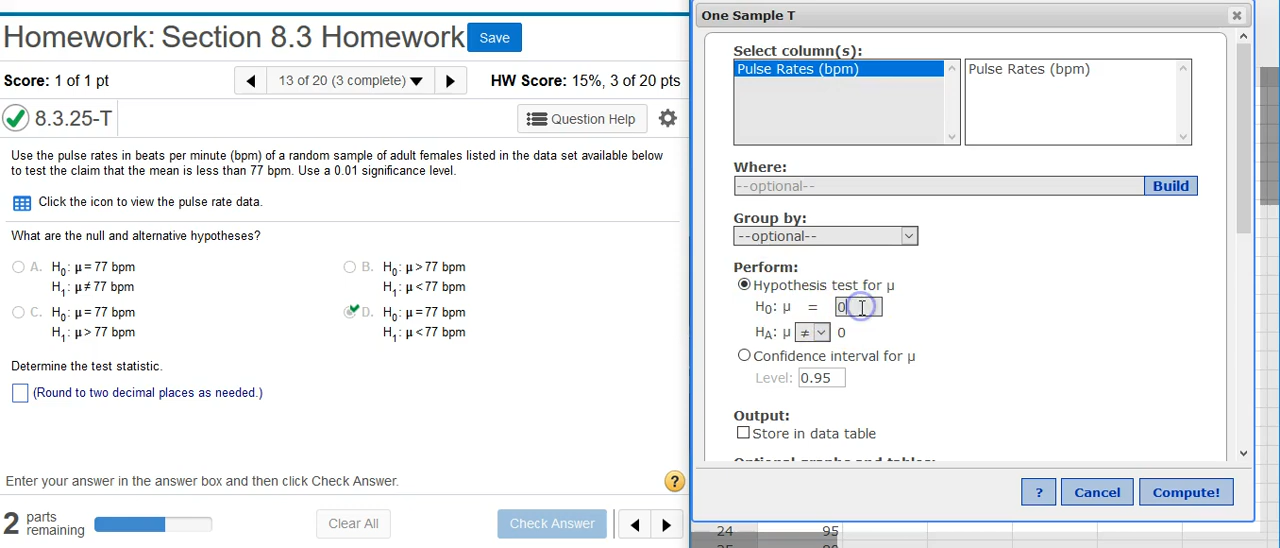 Homework: Section 8.3 Homework Save
Score: 1 of 1 pt
13 of 20 (3 complete)
HW Score: 15%, 3 of 20 pts
8.3.25-T
Question Help
Use the pulse rates in beats per minute (bpm) of a random sample of adult females listed in the data set available below
to test the claim that the mean is less than 77 bpm. Use a 0.01 significance level.
Click the icon to view the pulse rate data.
What are the null and alternative hypotheses?
A. H0: μ = 77 bpm
H1: μ ≠ 77 bpm
B. H0: μ > 77 bpm
H1: μ < 77 bpm
C. H0: μ = 77 bpm
H1: μ > 77 bpm
D. H0: μ = 77 bpm
H1: μ < 77 bpm
Determine the test statistic.
(Round to two decimal places as needed.)
Enter your answer in the answer box and then click Check Answer.
?
2 parts
remaining
Clear All
Check Answer
One Sample T
Select column(s):
Pulse Rates (bpm)
Pulse Rates (bpm)
Where:
--optional--
Build
Group by:
--optional--
Perform:
Hypothesis test for μ
H0: μ = 0
HA: μ ≠ 0
Confidence interval for μ
Level: 0.95
Output:
Store in data table
? Cancel Compute!
24 95